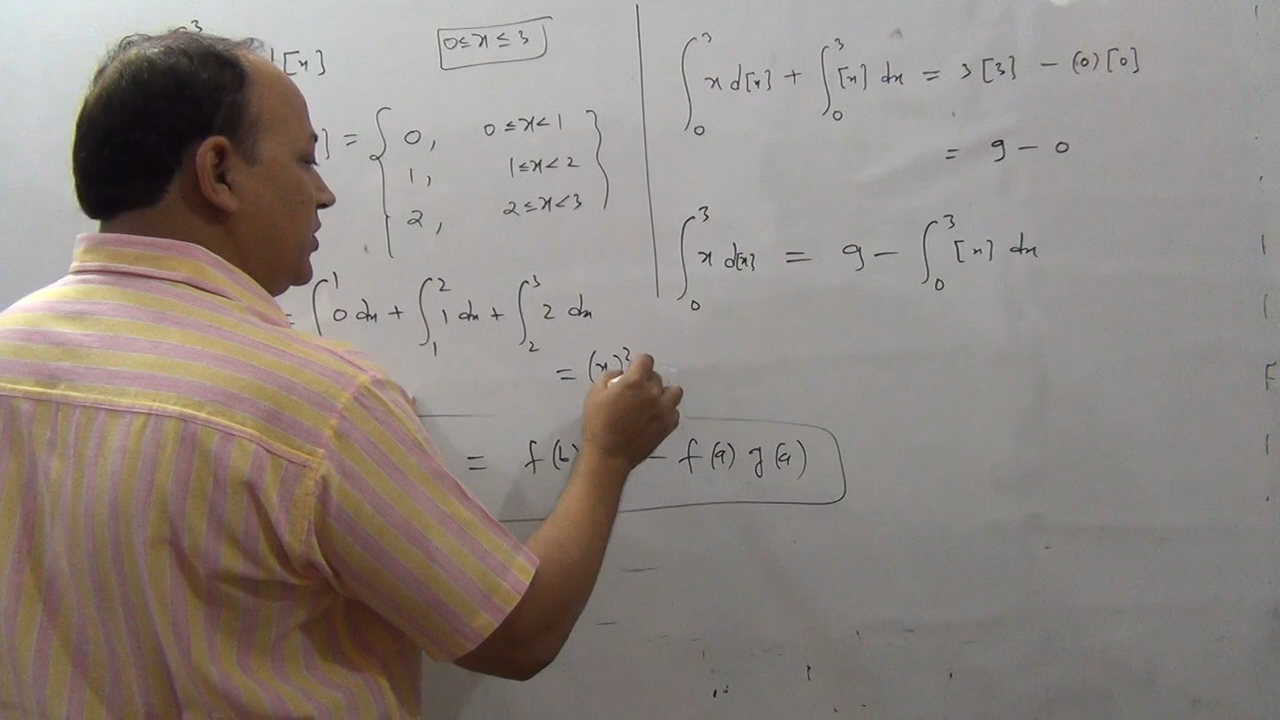 3
d[x]
0≤x≤3
] = { 0, 0≤x<1
1, 1≤x<2
2, 2≤x<3 }
= ∫₀¹ 0 dx + ∫₁² 1 dx + ∫₂³ 2 dx
= (x)²
= f(b) − f(a) g(a)
∫₀³ x d[x] + ∫₀³ [x] dx = 3[3] − (0)[0]
= 9 − 0
∫₀³ x d[x] = 9 − ∫₀³ [x] dx